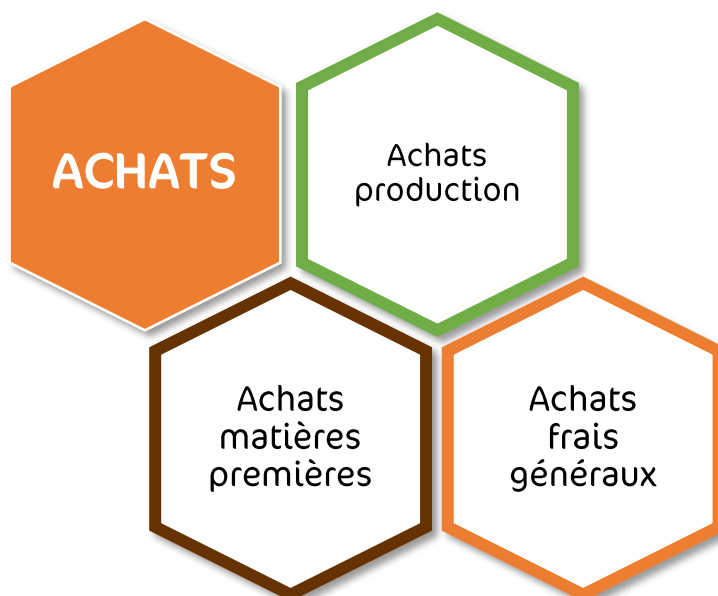 ACHATS
Achats
production
Achats
matières
premières
Achats
frais
généraux